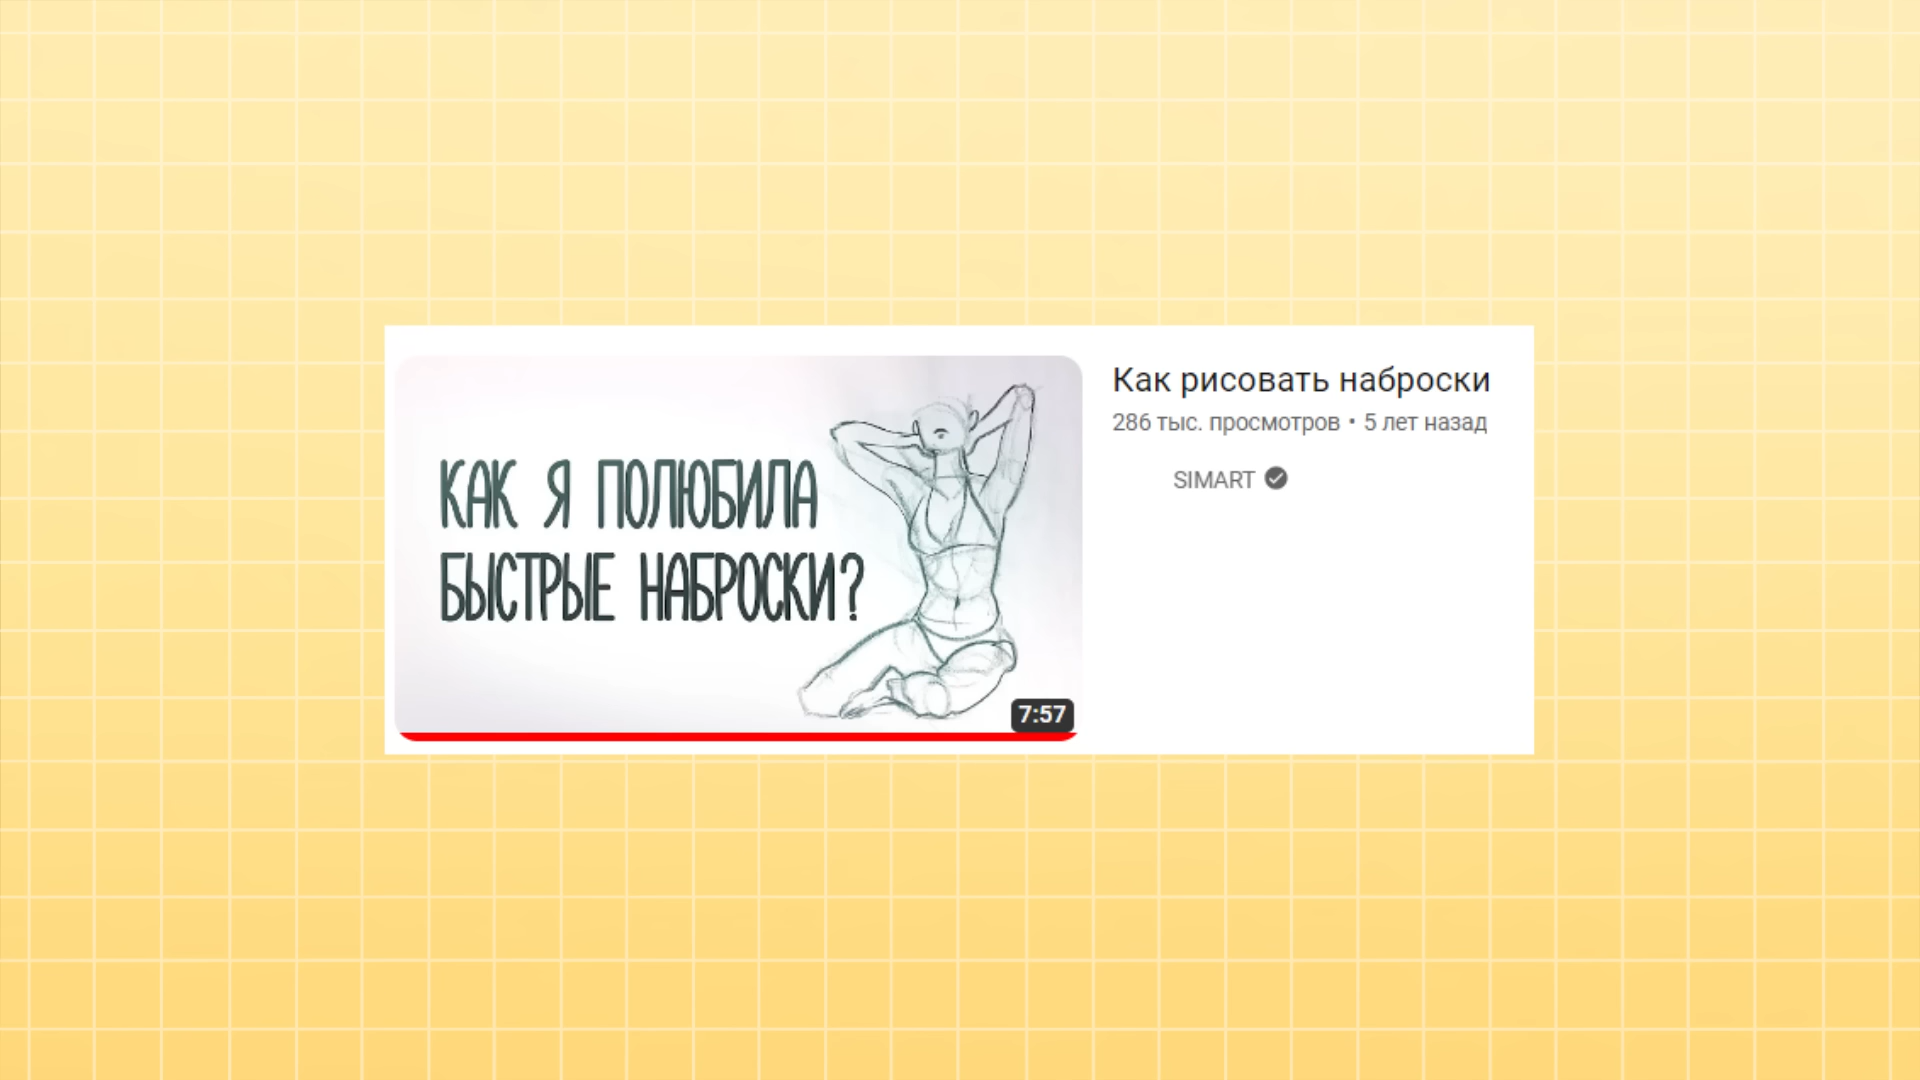 КАК Я ПОЛЮБИЛА
БЫСТРЫЕ НАБРОСКИ?
7:57
Как рисовать наброски
286 тыс. просмотров • 5 лет назад
SIMART